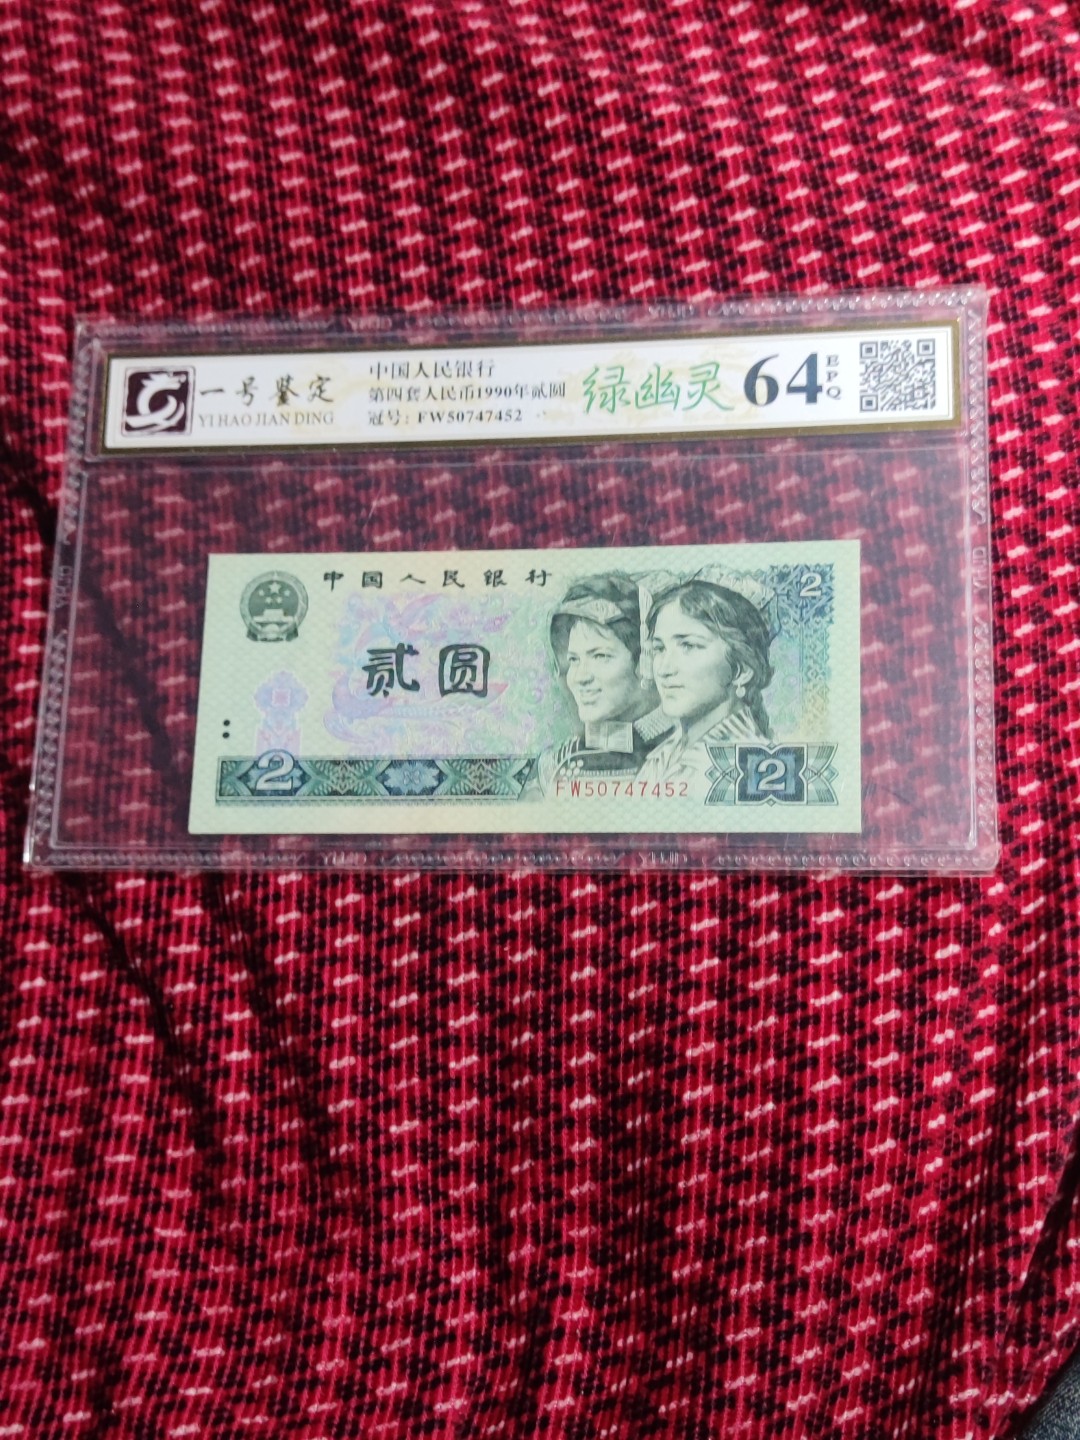 一号鉴定
YI HAO JIAN DING
中国人民银行
第四套人民币1990年贰圆
冠号: FW50747452
绿幽灵
64
EPQ
中国人民银行
2
贰圆
2
FW50747452
2